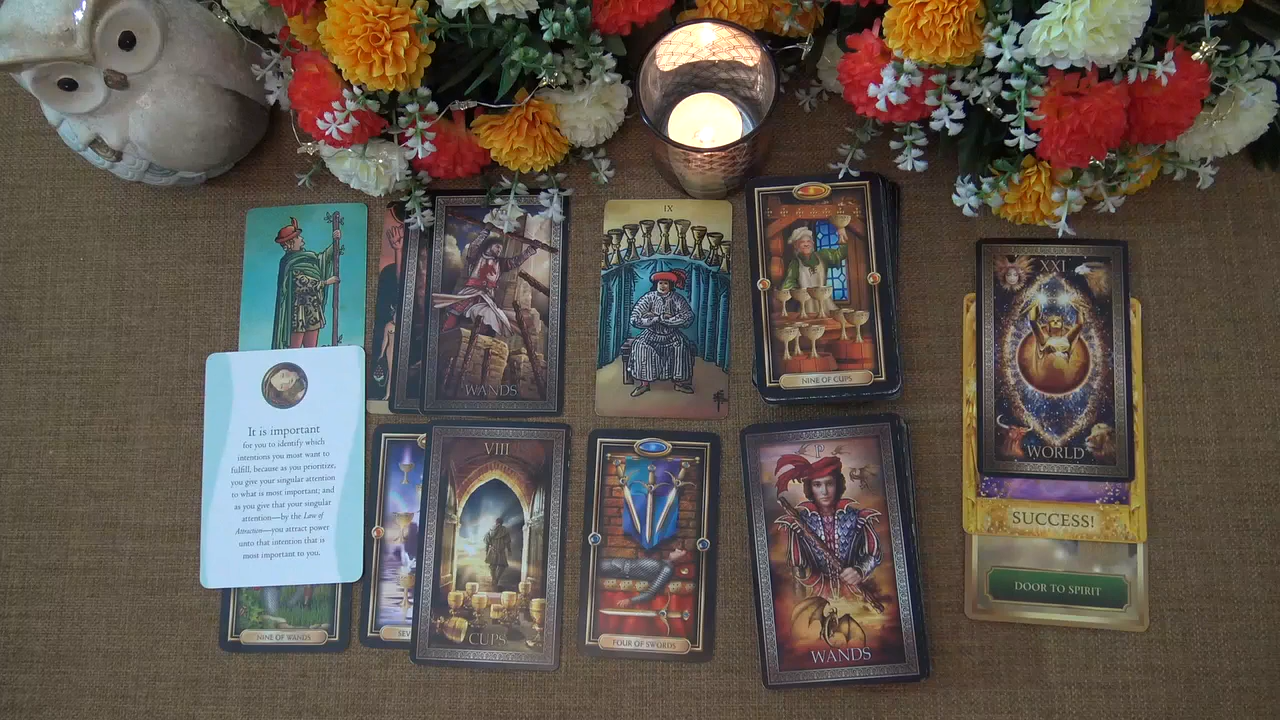 IX
NINE OF CUPS
WANDS
XXI
WORLD
SUCCESS!
DOOR TO SPIRIT
It is important
for you to identify which
intentions you most want to
fulfill, because as you prioritize,
you give your singular attention
to what is most important; and
as you give that your singular
attention—by the Law of
Attraction—you attract power
unto that intention that is
most important to you.
NINE OF WANDS
VIII
CUPS
FOUR OF SWORDS
P
WANDS